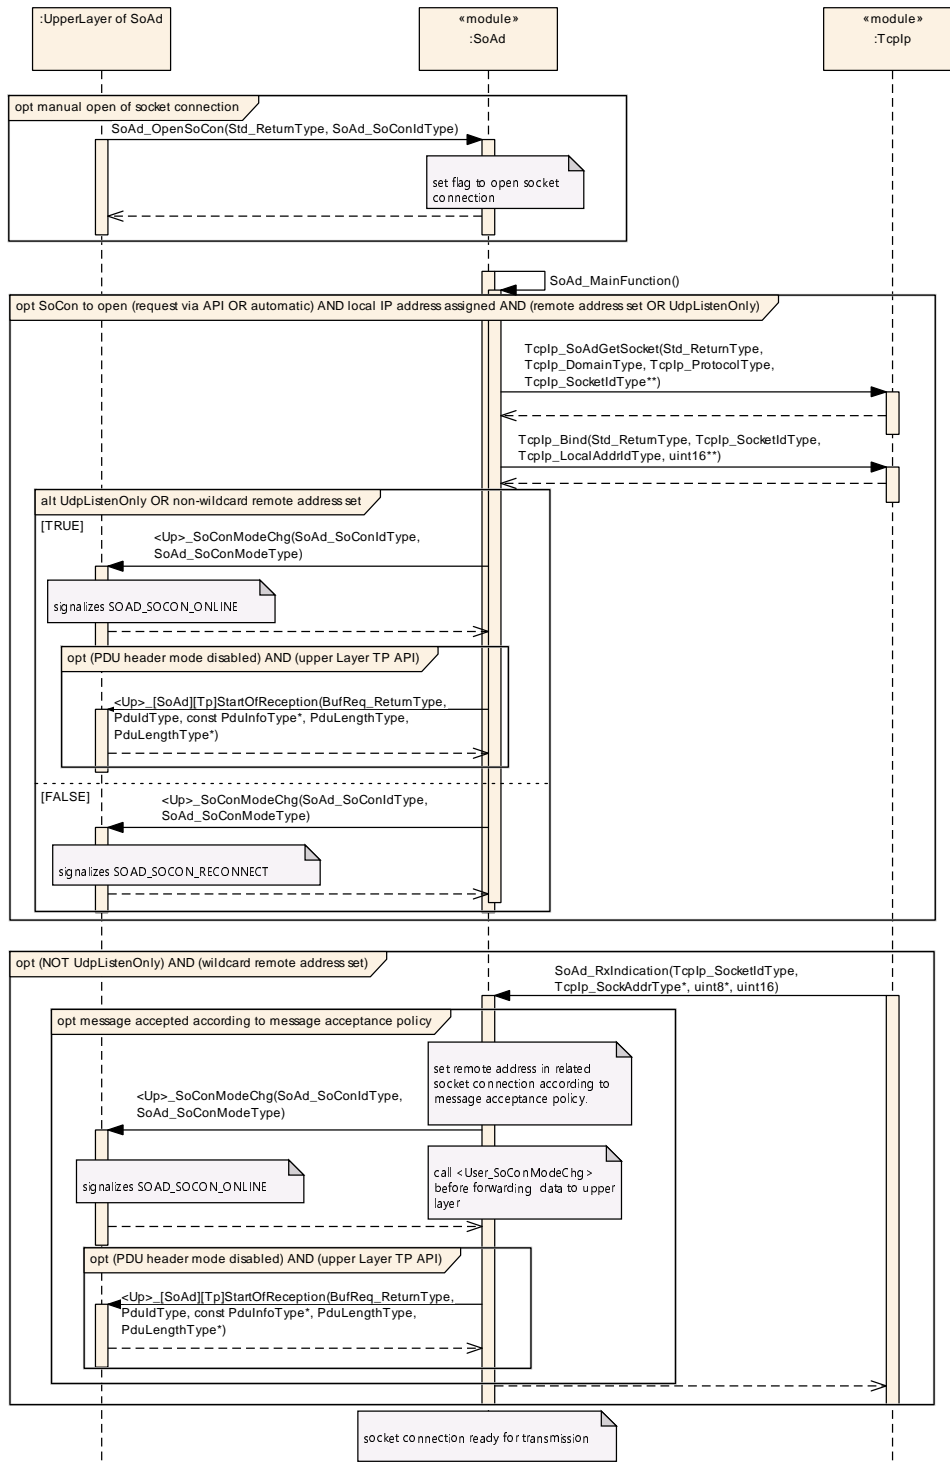 :UpperLayer of SoAd
«module»
:SoAd
«module»
:TcpIp
opt manual open of socket connection
SoAd_OpenSoCon(Std_ReturnType, SoAd_SoConIdType)
set flag to open socket
connection
SoAd_MainFunction()
opt SoCon to open (request via API OR automatic) AND local IP address assigned AND (remote address set OR UdpListenOnly)
TcpIp_SoAdGetSocket(Std_ReturnType,
TcpIp_DomainType, TcpIp_ProtocolType,
TcpIp_SocketIdType**)
TcpIp_Bind(Std_ReturnType, TcpIp_SocketIdType,
TcpIp_LocalAddrIdType, uint16**)
alt UdpListenOnly OR non-wildcard remote address set
[TRUE]
<Up>_SoConModeChg(SoAd_SoConIdType,
SoAd_SoConModeType)
signalizes SOAD_SOCON_ONLINE
opt (PDU header mode disabled) AND (upper Layer TP API)
<Up>_[SoAd][Tp]StartOfReception(BufReq_ReturnType,
PduIdType, const PduInfoType*, PduLengthType,
PduLengthType*)
[FALSE]
<Up>_SoConModeChg(SoAd_SoConIdType,
SoAd_SoConModeType)
signalizes SOAD_SOCON_RECONNECT
opt (NOT UdpListenOnly) AND (wildcard remote address set)
SoAd_RxIndication(TcpIp_SocketIdType,
TcpIp_SockAddrType*, uint8*, uint16)
opt message accepted according to message acceptance policy
set remote address in related
socket connection according to
message acceptance policy.
<Up>_SoConModeChg(SoAd_SoConIdType,
SoAd_SoConModeType)
call <User_SoConModeChg>
before forwarding data to upper
layer
signalizes SOAD_SOCON_ONLINE
opt (PDU header mode disabled) AND (upper Layer TP API)
<Up>_[SoAd][Tp]StartOfReception(BufReq_ReturnType,
PduIdType, const PduInfoType*, PduLengthType,
PduLengthType*)
socket connection ready for transmission